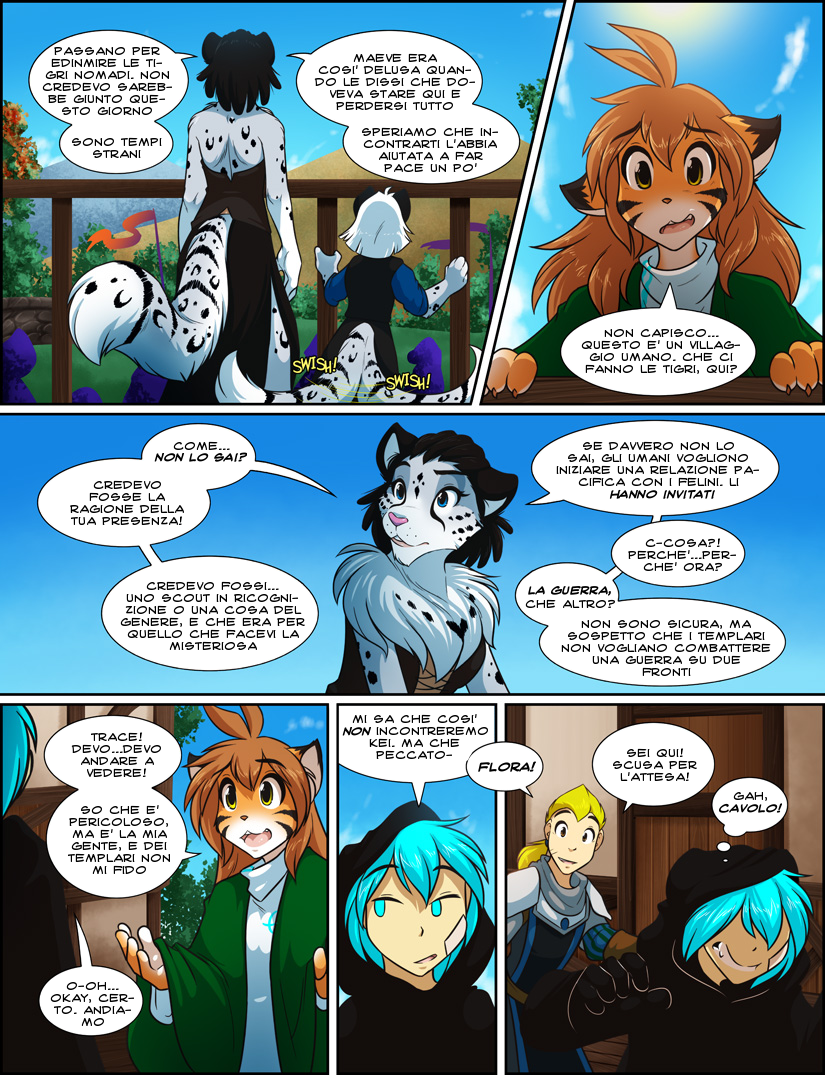 PASSANO PER
EDINMIRE LE TI-
GRI NOMADI. NON
CREDEVO SAREB-
BE GIUNTO QUE-
STO GIORNO
SONO TEMPI
STRANI
MAEVE ERA
COSI' DELUSA QUAN-
DO LE DISSI CHE DO-
VEVA STARE QUI E
PERDERSI TUTTO
SPERIAMO CHE IN-
CONTRARTI L'ABBIA
AIUTATA A FAR
PACE UN PO'
SWISH!
SWISH!
NON CAPISCO...
QUESTO E' UN VILLAG-
GIO UMANO. CHE CI
FANNO LE TIGRI, QUI?
COME...
NON LO SAI?
CREDEVO
FOSSE LA
RAGIONE DELLA
TUA PRESENZA!
CREDEVO FOSSI...
UNO SCOUT IN RICOGNI-
ZIONE O UNA COSA DEL
GENERE, E CHE ERA PER
QUELLO CHE FACEVI LA
MISTERIOSA
SE DAVVERO NON LO
SAI, GLI UMANI VOGLIONO
INIZIARE UNA RELAZIONE PA-
CIFICA CON I FELINI. LI
HANNO INVITATI
C-COSA?!
PERCHE'...PER-
CHE' ORA?
LA GUERRA,
CHE ALTRO?
NON SONO SICURA, MA
SOSPETTO CHE I TEMPLARI
NON VOGLIANO COMBATTERE
UNA GUERRA SU DUE
FRONTI
TRACE!
DEVO...DEVO
ANDARE A
VEDERE!
SO CHE E'
PERICOLOSO,
MA E' LA MIA
GENTE, E DEI
TEMPLARI NON
MI FIDO
O-OH...
OKAY, CER-
TO. ANDIA-
MO
MI SA CHE COSI'
NON INCONTREREMO
KEI. MA CHE
PECCATO-
FLORA!
SEI QUI!
SCUSA PER
L'ATTESA!
GAH,
CAVOLO!